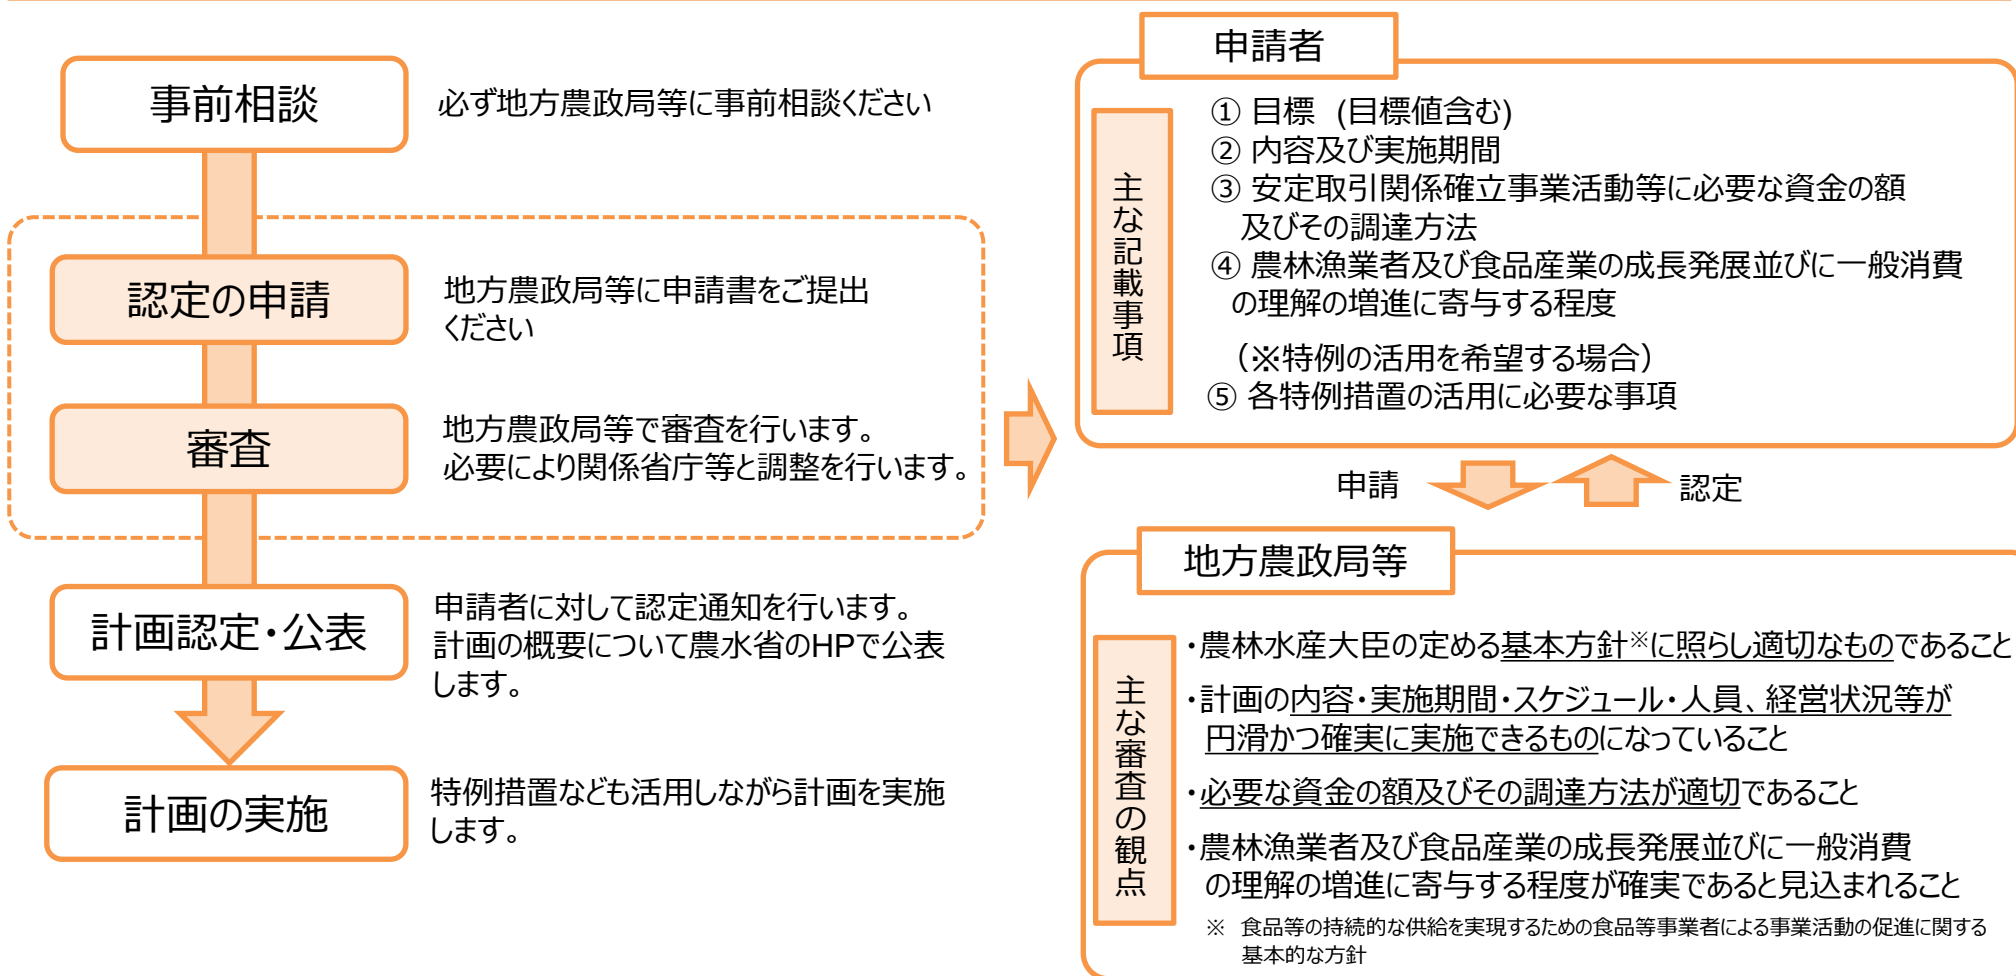 事前相談
必ず地方農政局等に事前相談ください
認定の申請
地方農政局等に申請書をご提出
ください
審査
地方農政局等で審査を行います。
必要により関係省庁等と調整を行います。
計画認定・公表
申請者に対して認定通知を行います。
計画の概要について農水省のHPで公表
します。
計画の実施
特例措置なども活用しながら計画を実施
します。
申請者
主な記載事項
① 目標 (目標値含む)
② 内容及び実施期間
③ 安定取引関係確立事業活動等に必要な資金の額
及びその調達方法
④ 農林漁業者及び食品産業の成長発展並びに一般消費
の理解の増進に寄与する程度
（※特例の活用を希望する場合）
⑤ 各特例措置の活用に必要な事項
申請
認定
地方農政局等
主な審査の観点
・農林水産大臣の定める基本方針※に照らし適切なものであること
・計画の内容・実施期間・スケジュール・人員、経営状況等が
円滑かつ確実に実施できるものになっていること
・必要な資金の額及びその調達方法が適切であること
・農林漁業者及び食品産業の成長発展並びに一般消費
の理解の増進に寄与する程度が確実であると見込まれること
※ 食品等の持続的な供給を実現するための食品等事業者による事業活動の促進に関する
基本的な方針